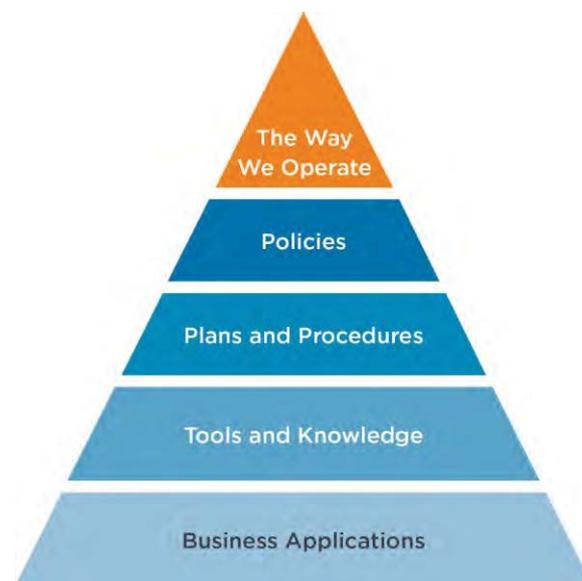 The Way
We Operate
Policies
Plans and Procedures
Tools and Knowledge
Business Applications